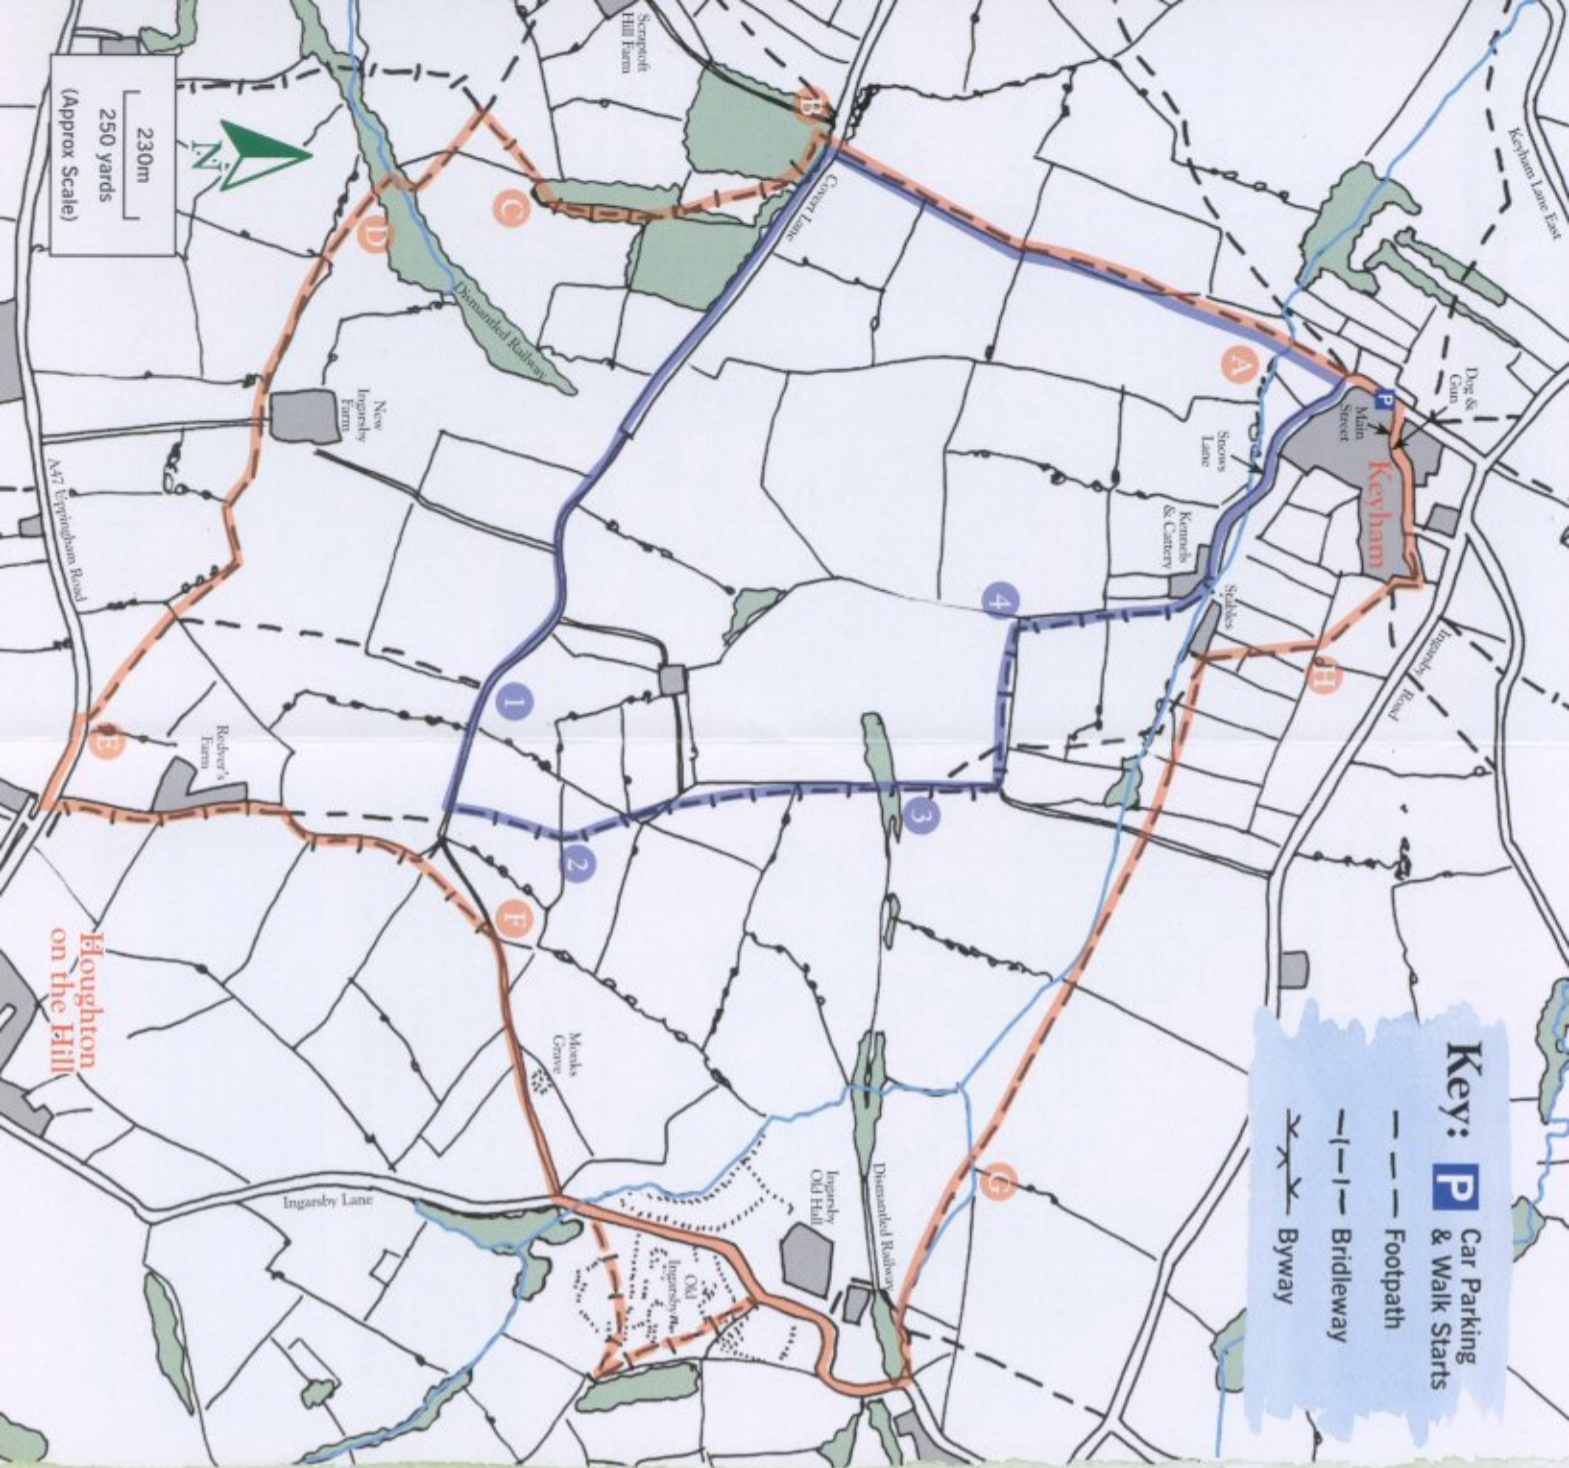 Key:
P Car Parking
& Walk Starts
Footpath
Bridleway
Byway
Keyham Lane East
Dog &
Gun
P
Main
Street
Keyham
Ingarsby Road
H
A
Snows
Lane
Kennels
& Cattery
Stables
4
3
G
B
Covert Lane
Scraptoft
Hill Farm
C
D
Dismantled Railway
New
Ingarsby
Farm
1
2
F
Monks
Grave
Ingarsby
Old Hall
Dismantled Railway
Old
Ingarsby
Ingarsby Lane
Redver's
Farm
E
A47 Uppingham Road
Houghton
on the Hill
N
230m
250 yards
(Approx Scale)